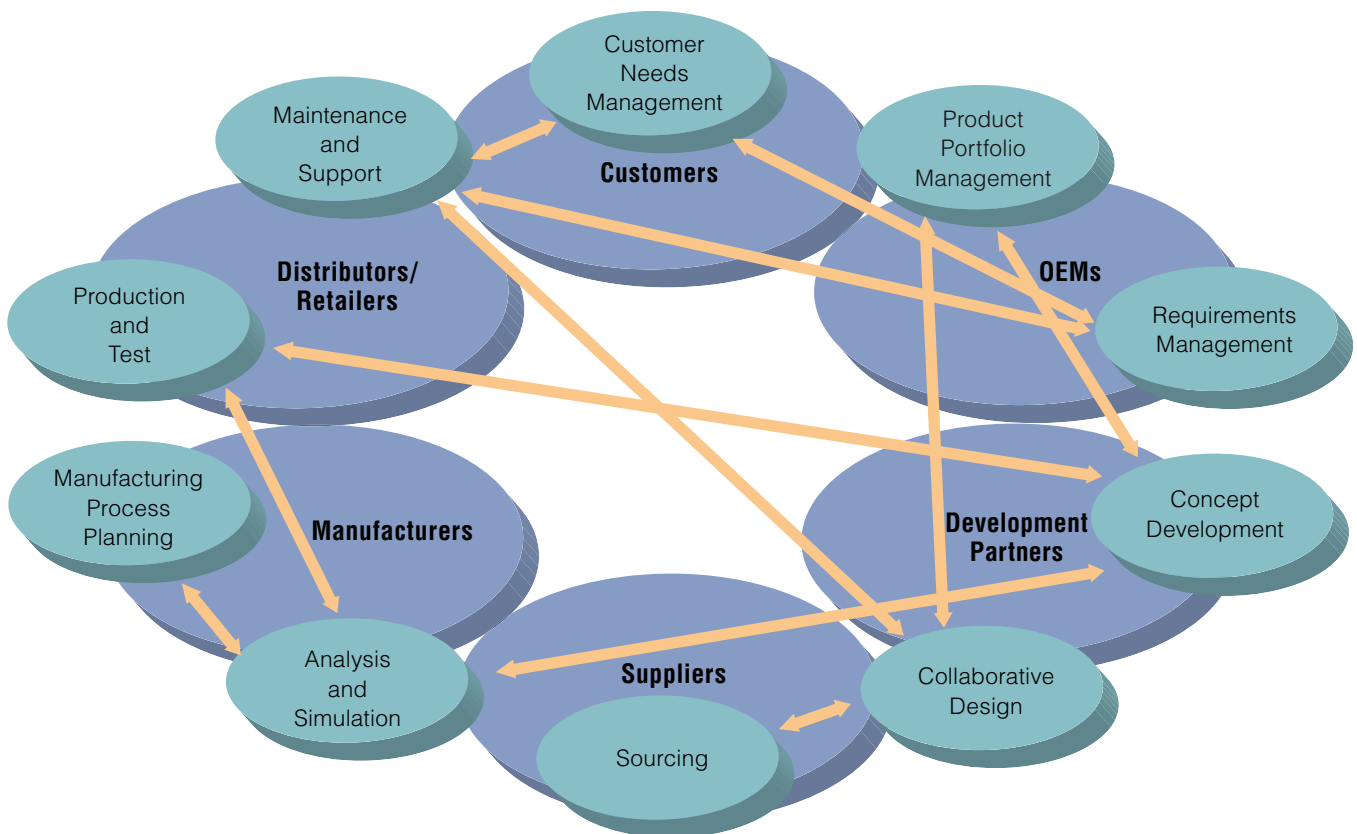 Customer
Needs
Management
Maintenance
and
Support
Product
Portfolio
Management
Customers
Distributors/
Retailers
OEMs
Production
and
Test
Requirements
Management
Manufacturing
Process
Planning
Manufacturers
Development
Partners
Concept
Development
Analysis
and
Simulation
Suppliers
Collaborative
Design
Sourcing